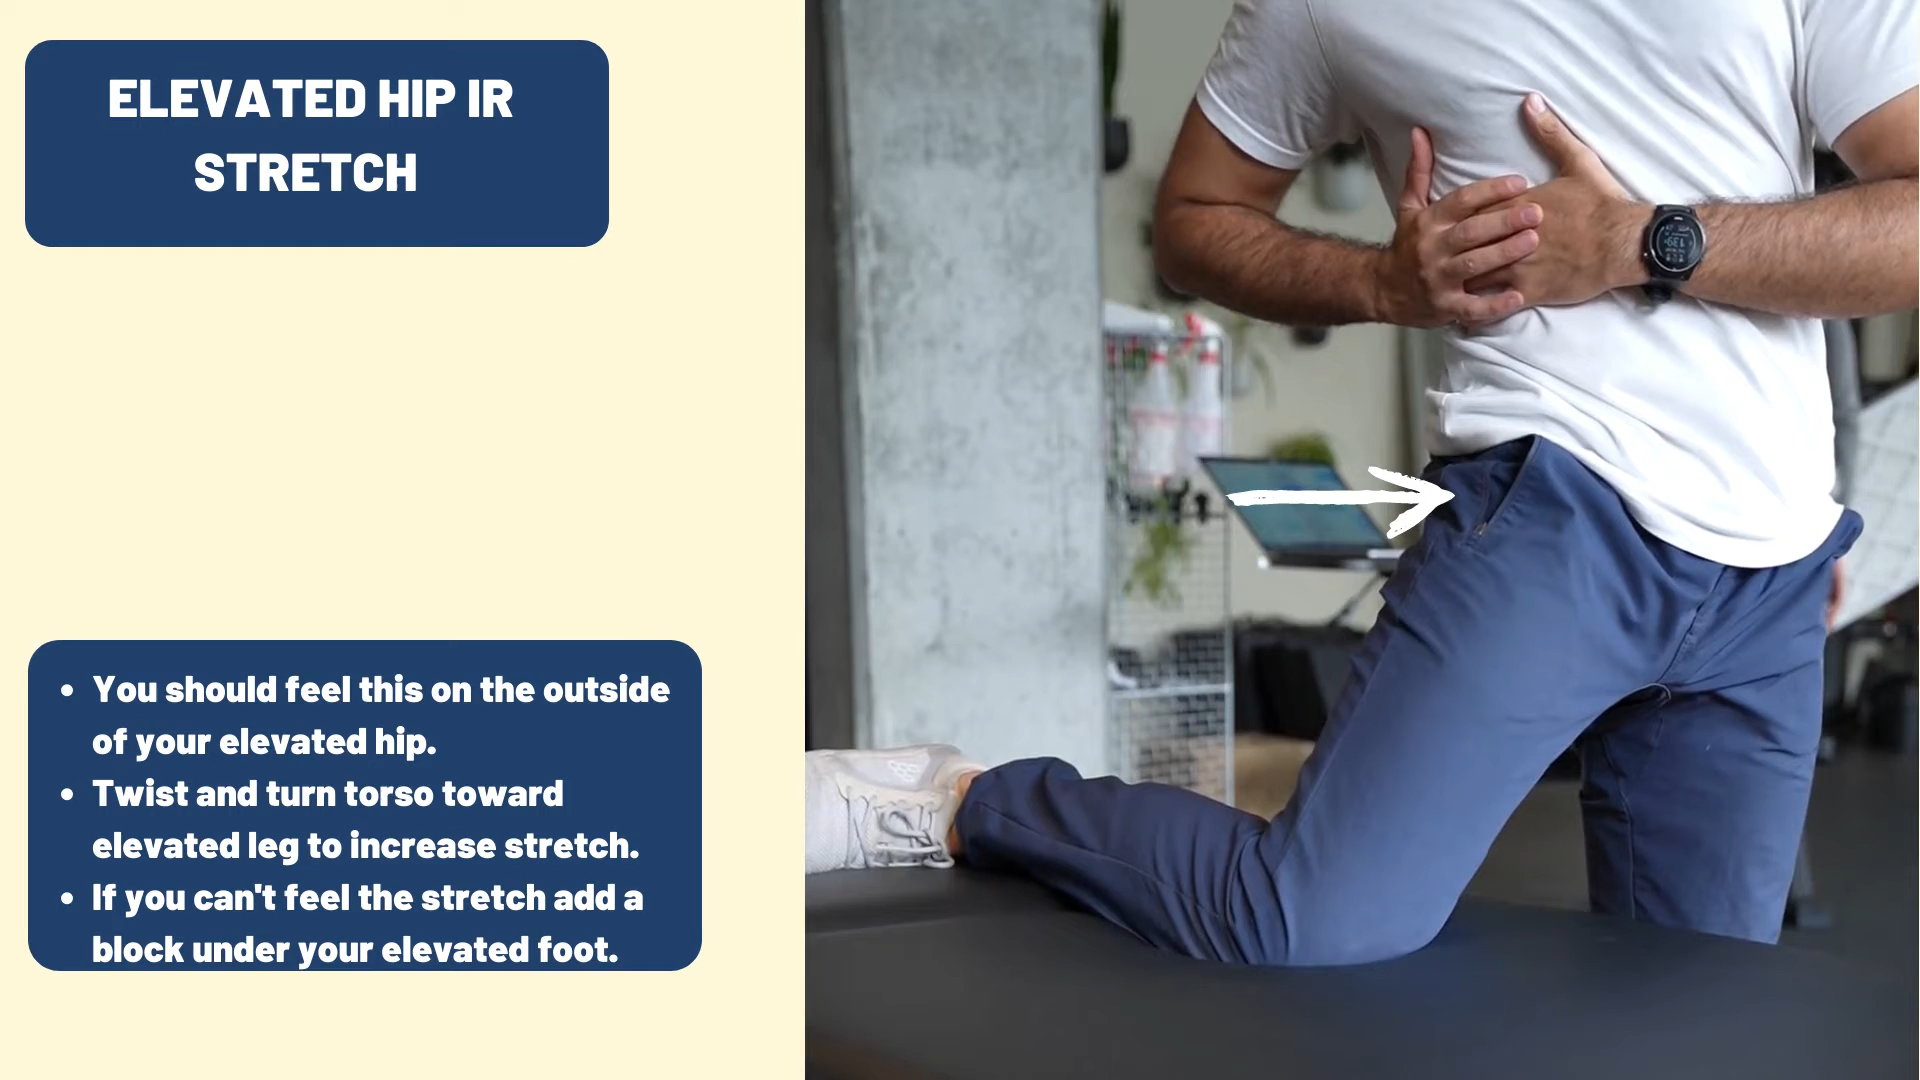 ELEVATED HIP IR
STRETCH
• You should feel this on the outside
of your elevated hip.
• Twist and turn torso toward
elevated leg to increase stretch.
• If you can't feel the stretch add a
block under your elevated foot.